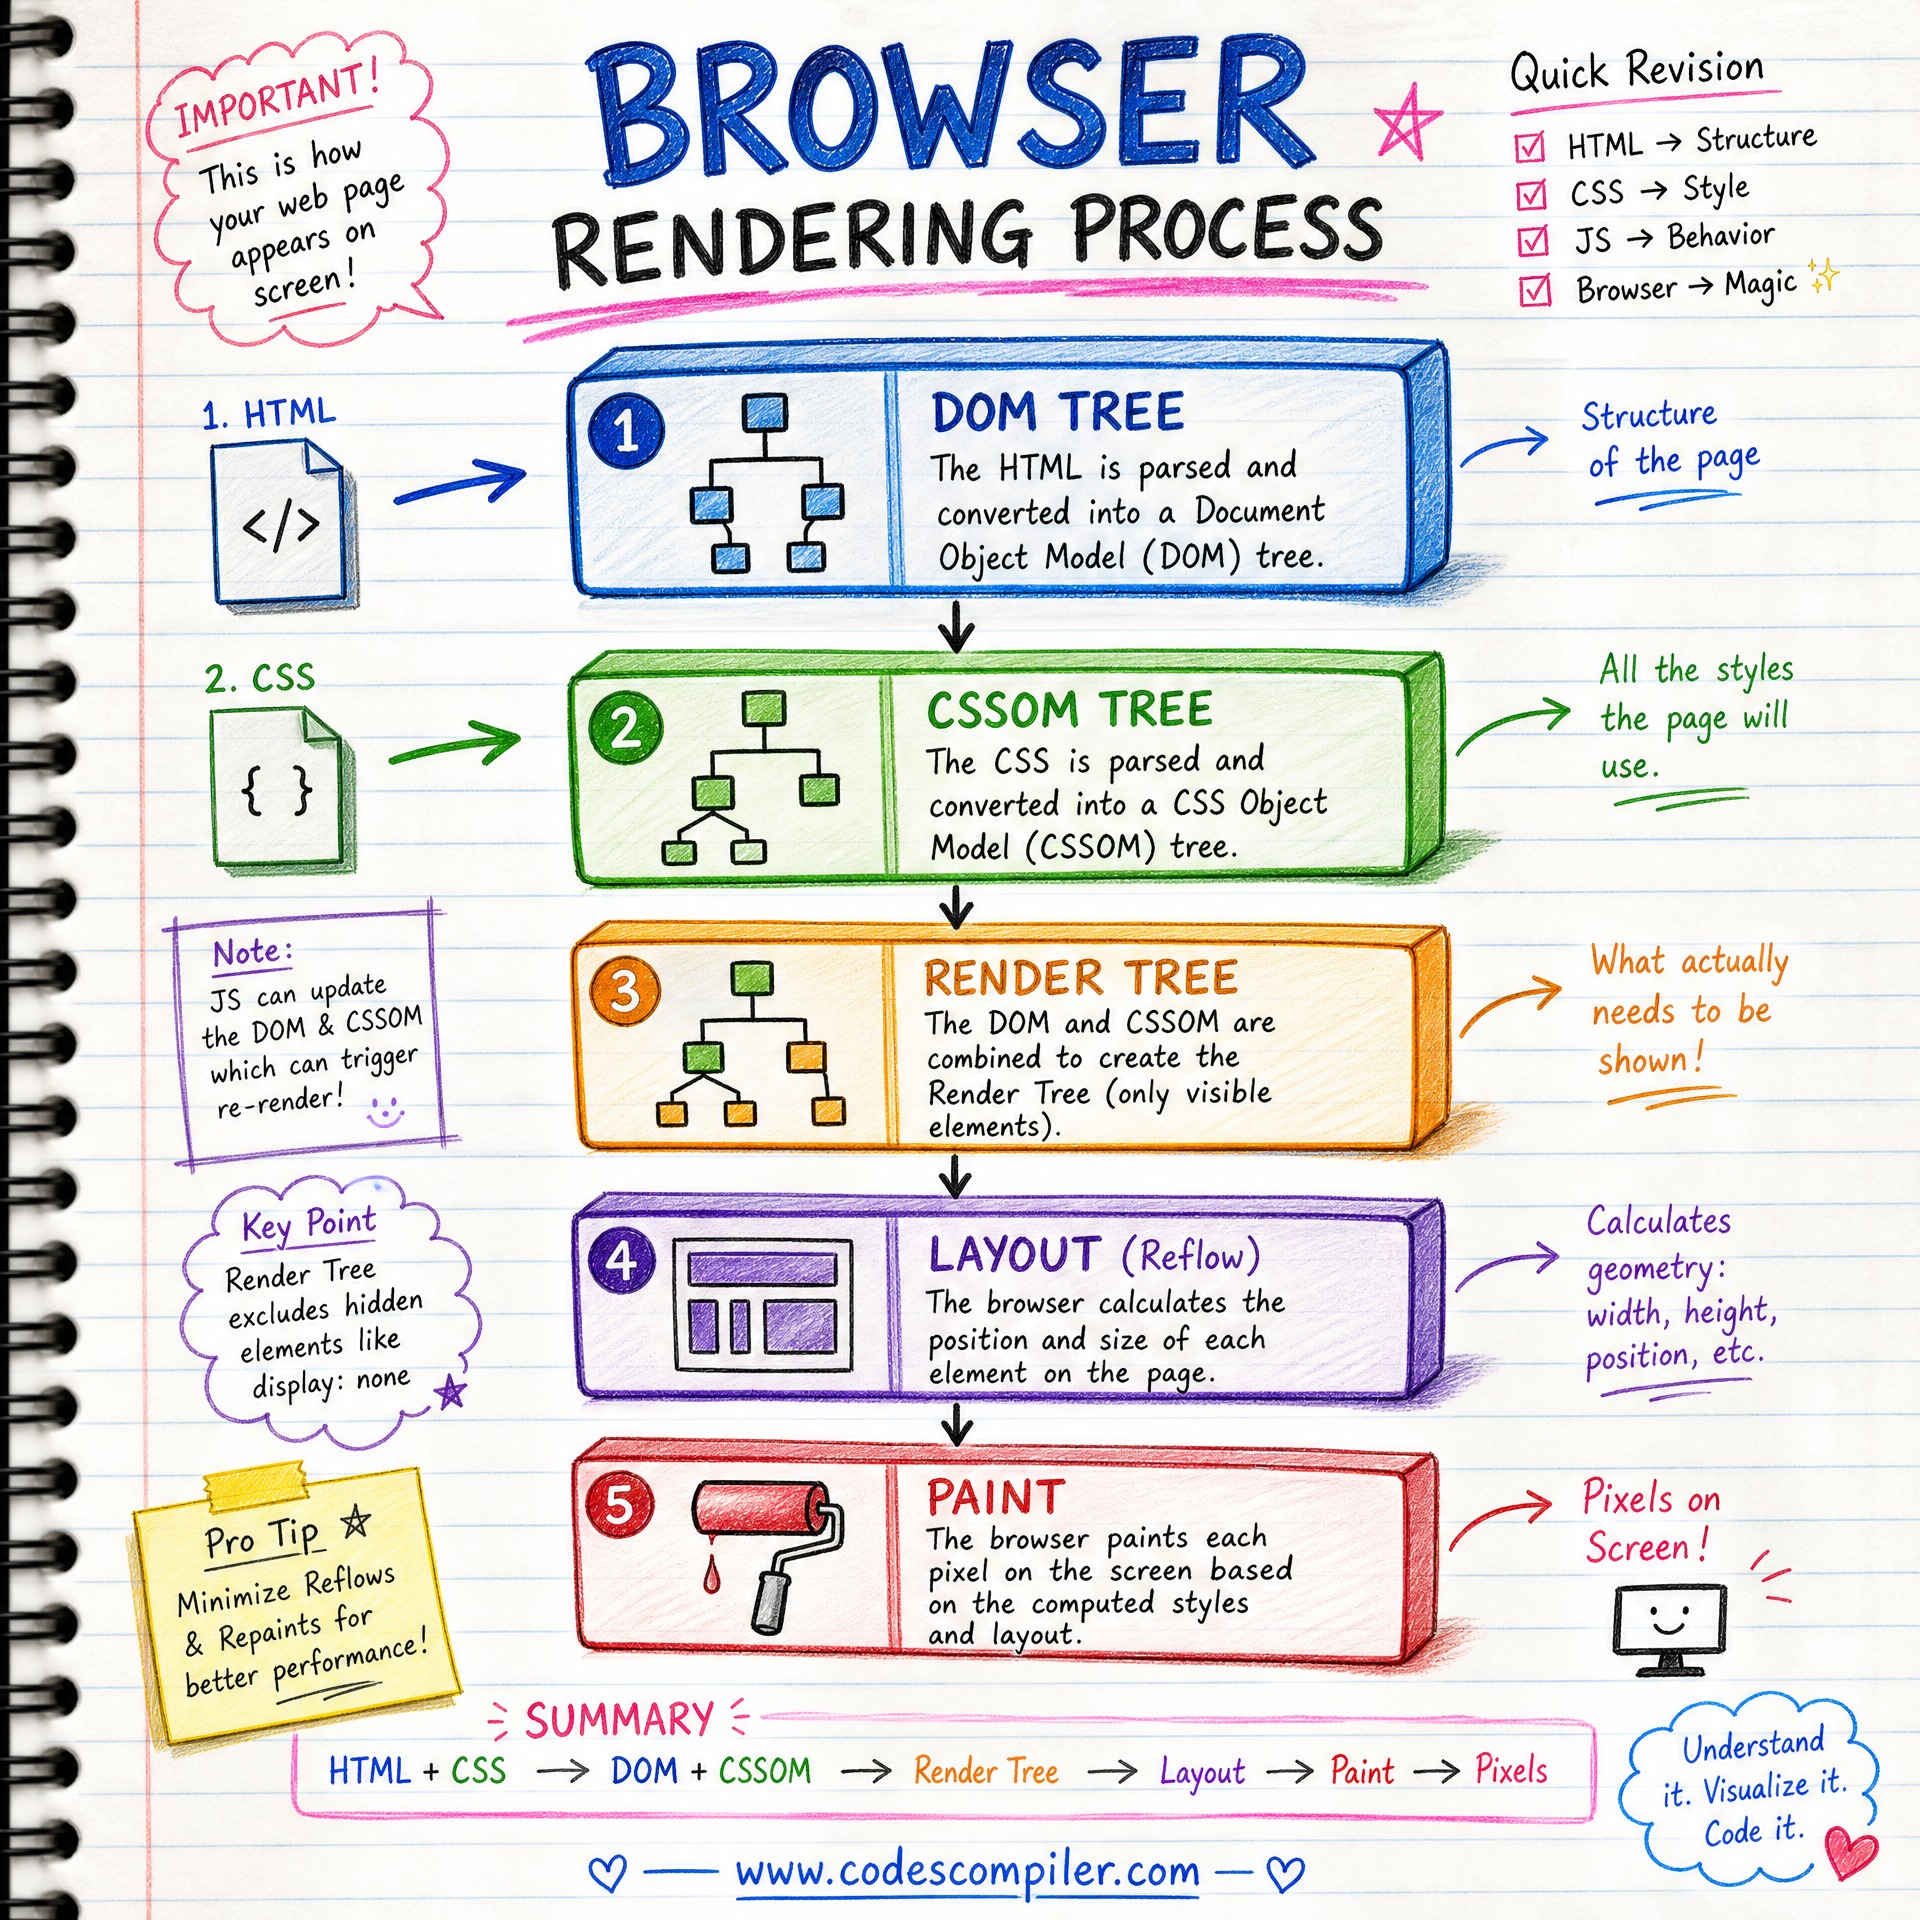 IMPORTANT!
This is how
your web page
appears on
screen!
BROWSER
RENDERING PROCESS
Quick Revision
HTML → Structure
CSS → Style
JS → Behavior
Browser → Magic
1. HTML
</>
1
DOM TREE
The HTML is parsed and
converted into a Document
Object Model (DOM) tree.
Structure
of the page
2. CSS
{ }
2
CSSOM TREE
The CSS is parsed and
converted into a CSS Object
Model (CSSOM) tree.
All the styles
the page will
use.
Note:
JS can update
the DOM & CSSOM
which can trigger
re-render!
3
RENDER TREE
The DOM and CSSOM are
combined to create the
Render Tree (only visible
elements).
What actually
needs to be
shown!
Key Point
Render Tree
excludes hidden
elements like
display: none
4
LAYOUT (Reflow)
The browser calculates the
position and size of each
element on the page.
Calculates
geometry:
width, height,
position, etc.
Pro Tip
Minimize Reflows
& Repaints for
better performance!
5
PAINT
The browser paints each
pixel on the screen based
on the computed styles
and layout.
Pixels on
Screen!
SUMMARY
HTML + CSS → DOM + CSSOM → Render Tree → Layout → Paint → Pixels
Understand
it. Visualize it.
Code it.
www.codescompiler.com